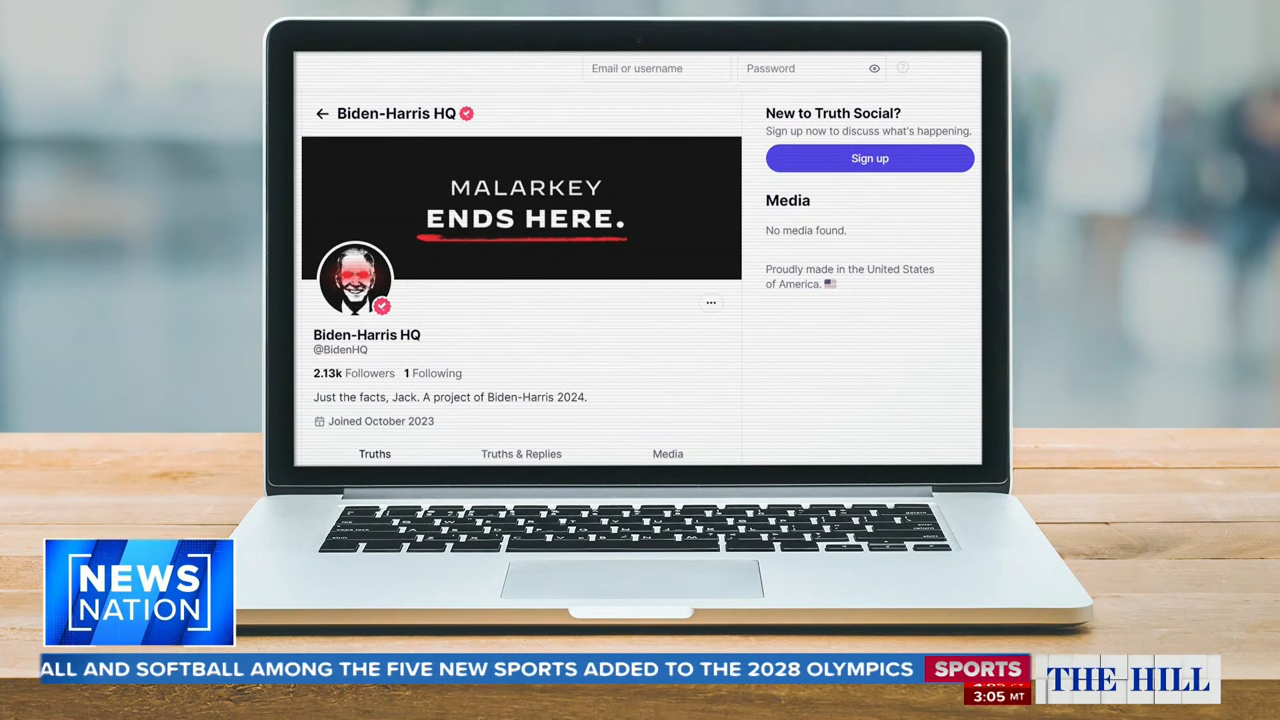 Email or username
Password
← Biden-Harris HQ
New to Truth Social?
Sign up now to discuss what's happening.
Sign up
MALARKEY
ENDS HERE.
Media
No media found.
Proudly made in the United States
of America. 🇺🇸
Biden-Harris HQ
@BidenHQ
2.13k Followers 1 Following
Just the facts, Jack. A project of Biden-Harris 2024.
Joined October 2023
Truths
Truths & Replies
Media
NEWS
NATION
ALL AND SOFTBALL AMONG THE FIVE NEW SPORTS ADDED TO THE 2028 OLYMPICS
SPORTS
THE HILL
3:05 MT